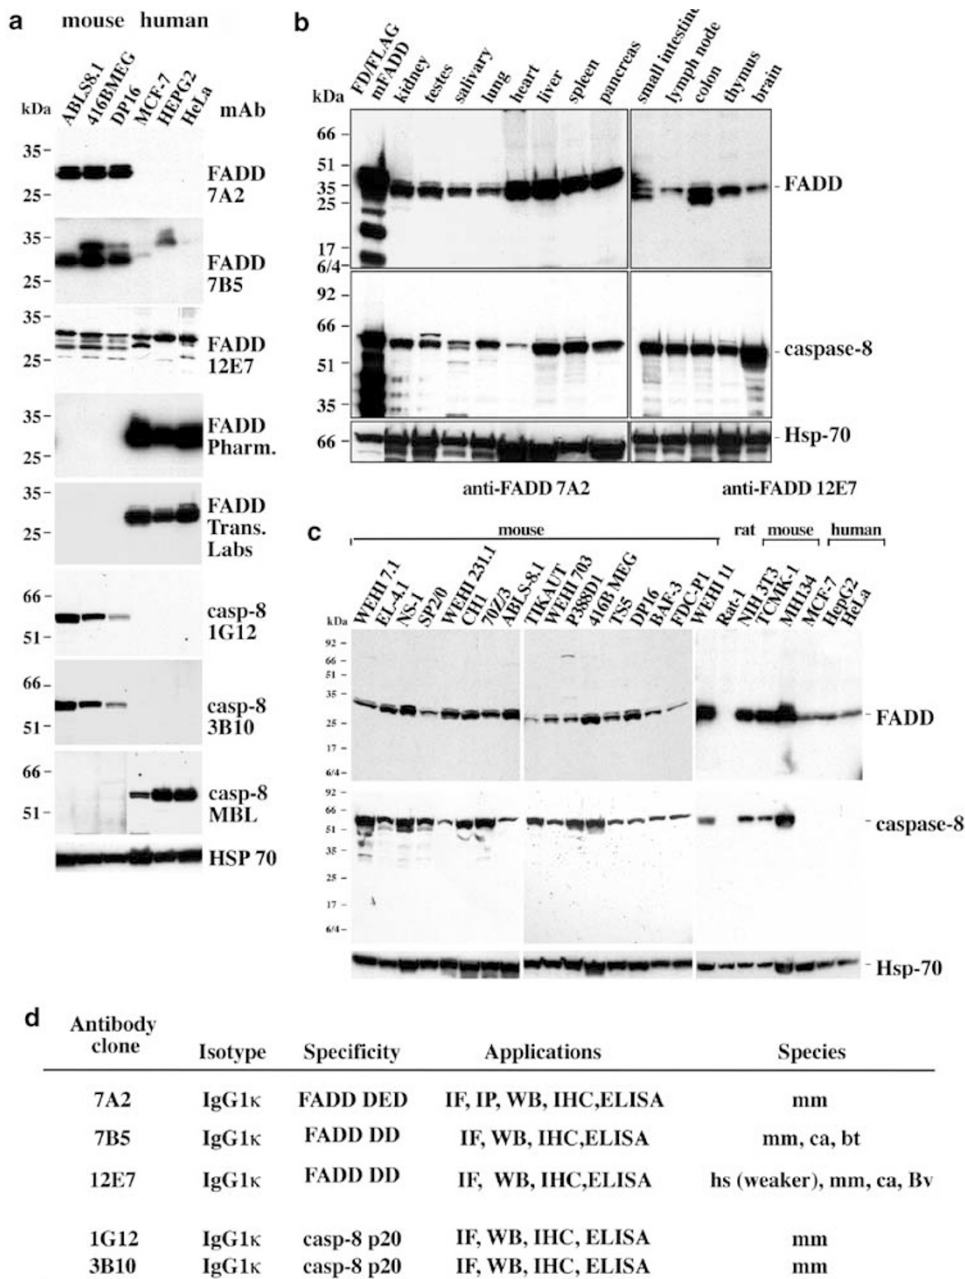 a
mouse human
kDa
ABLS8.1
416BMEG
DP16
MCF-7
HEPG2
HeLa
mAb
35
25
FADD
7A2
35
25
FADD
7B5
35
25
FADD
12E7
35
25
FADD
Pharm.
35
25
FADD
Trans.
Labs
66
51
casp-8
1G12
66
51
casp-8
3B10
66
51
casp-8
MBL
HSP 70
b
kDa
FD/FLAG
mFADD
kidney
testes
salivary
lung
heart
liver
spleen
pancreas
small intestine
lymph node
colon
thymus
brain
66
51
35
25
17
6/4
FADD
92
66
51
35
caspase-8
66
Hsp-70
anti-FADD 7A2 anti-FADD 12E7
c
mouse rat mouse human
kDa
WEHI 7.1
EL-4.1
NS-1
SP2/0
WEHI 231.1
CH1
70Z/3
ABLS-8.1
TIKAUT
WEHI 703
P388D1
416B MEG
TSS
DP16
BAF-3
FDC-P1
WEHI 11
Rat-1
NIH 3T3
TCMK-1
MH134
MCF-7
HepG2
HeLa
92
66
51
35
25
17
6/4
FADD
92
66
51
35
25
17
6/4
caspase-8
Hsp-70
d
Antibody
clone Isotype Specificity Applications Species
7A2 IgG1κ FADD DED IF, IP, WB, IHC,ELISA mm
7B5 IgG1κ FADD DD IF, WB, IHC,ELISA mm, ca, bt
12E7 IgG1κ FADD DD IF, WB, IHC,ELISA hs (weaker), mm, ca, Bv
1G12 IgG1κ casp-8 p20 IF, WB, IHC, ELISA mm
3B10 IgG1κ casp-8 p20 IF, WB, IHC,ELISA mm